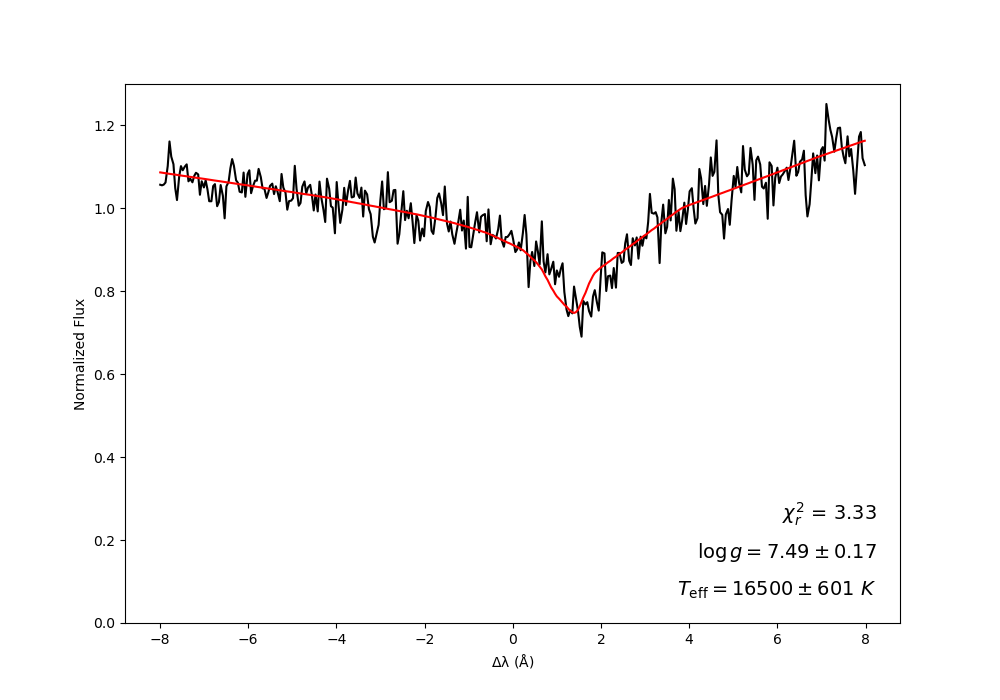 1.2
1.0
0.8
0.6
0.4
0.2
0.0
Normalized Flux
χ²ᵣ = 3.33
log g = 7.49 ± 0.17
T_eff = 16500 ± 601 K
−8 −6 −4 −2 0 2 4 6 8
Δλ (Å)